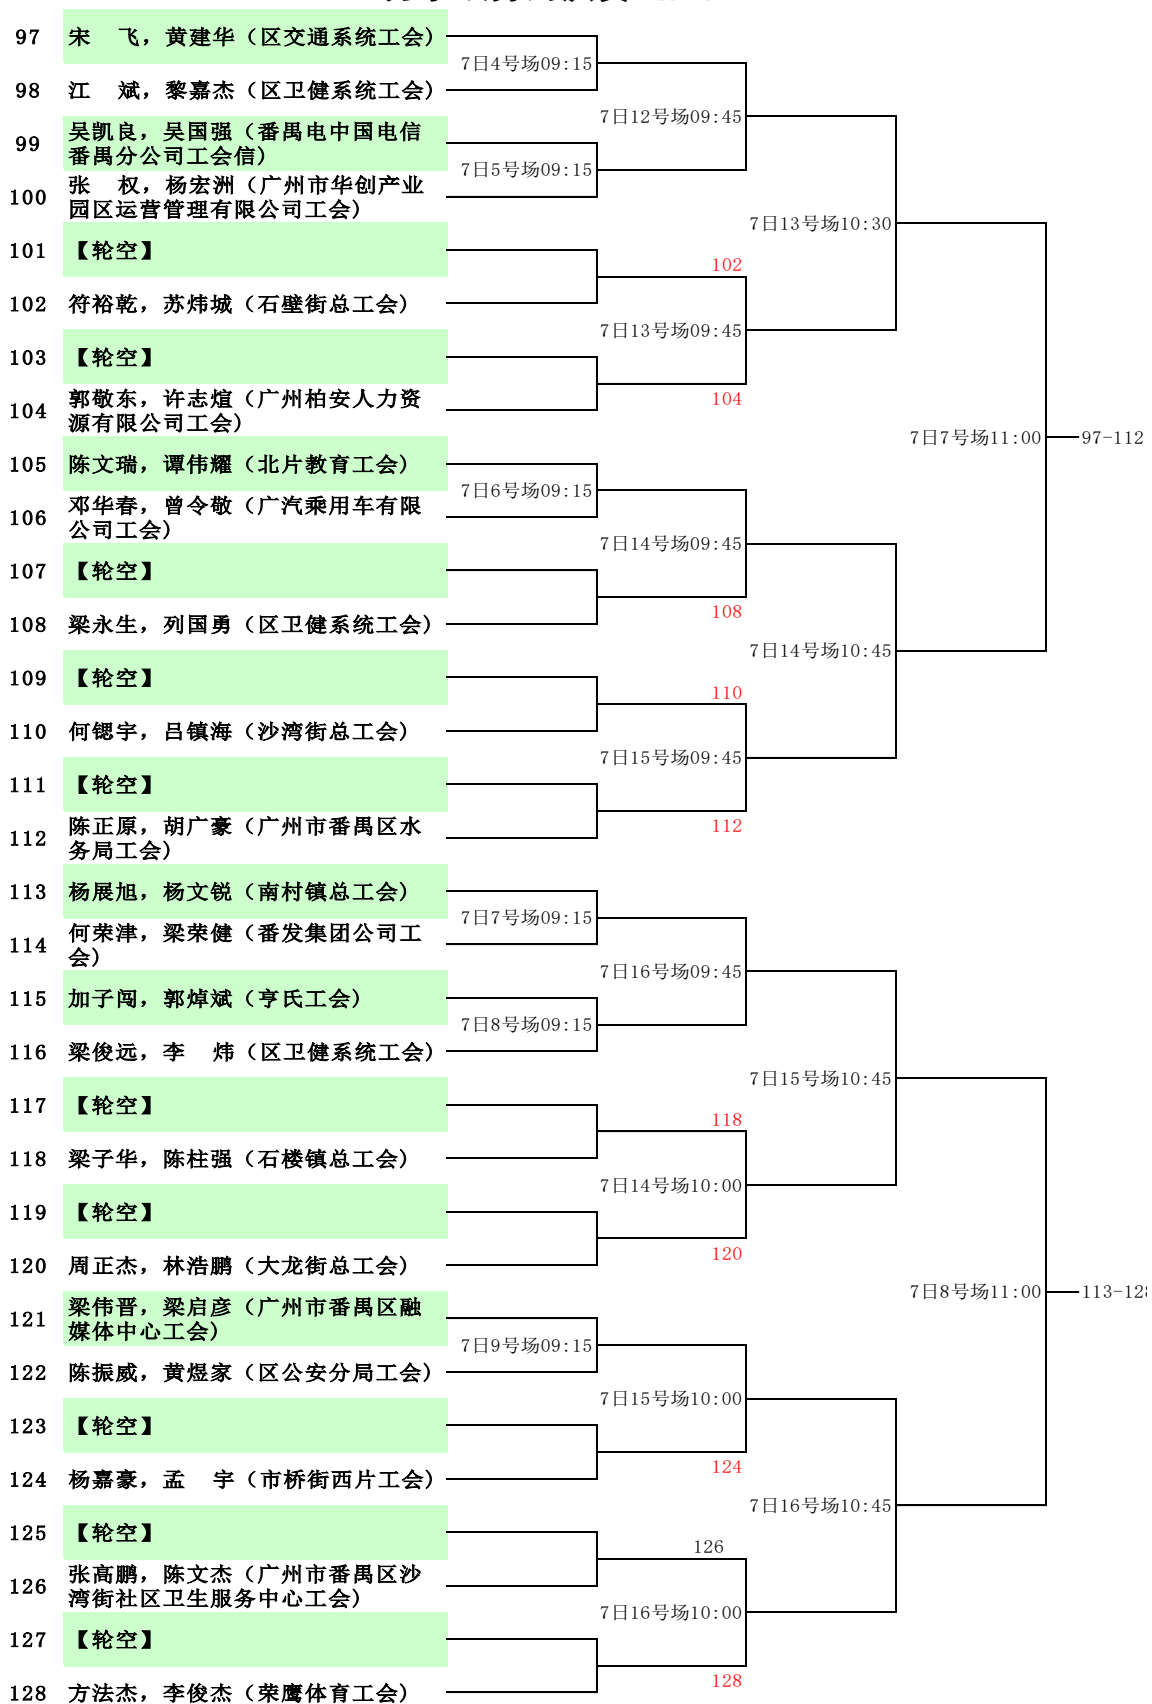 97 宋 飞，黄建华（区交通系统工会）
7日4号场09:15
98 江 斌，黎嘉杰（区卫健系统工会）
7日12号场09:45
99 吴凯良，吴国强（番禺电中国电信
番禺分公司工会信）
7日5号场09:15
100 张 权，杨宏洲（广州市华创产业
园区运营管理有限公司工会）
7日13号场10:30
101 【轮空】
102
102 符裕乾，苏炜城（石壁街总工会）
7日13号场09:45
103 【轮空】
104
104 郭敬东，许志煊（广州柏安人力资
源有限公司工会）
7日7号场11:00 97-112
105 陈文瑞，谭伟耀（北片教育工会）
7日6号场09:15
106 邓华春，曾令敬（广汽乘用车有限
公司工会）
7日14号场09:45
107 【轮空】
108
108 梁永生，列国勇（区卫健系统工会）
7日14号场10:45
109 【轮空】
110
110 何锶宇，吕镇海（沙湾街总工会）
7日15号场09:45
111 【轮空】
112
112 陈正原，胡广豪（广州市番禺区水
务局工会）
113 杨展旭，杨文锐（南村镇总工会）
7日7号场09:15
114 何荣津，梁荣健（番发集团公司工
会）
7日16号场09:45
115 加子闯，郭焯斌（亨氏工会）
7日8号场09:15
116 梁俊远，李 炜（区卫健系统工会）
7日15号场10:45
117 【轮空】
118
118 梁子华，陈柱强（石楼镇总工会）
7日14号场10:00
119 【轮空】
120
120 周正杰，林浩鹏（大龙街总工会）
7日8号场11:00 113-128
121 梁伟晋，梁启彦（广州市番禺区融
媒体中心工会）
7日9号场09:15
122 陈振威，黄煜家（区公安分局工会）
7日15号场10:00
123 【轮空】
124
124 杨嘉豪，孟 宇（市桥街西片工会）
7日16号场10:45
125 【轮空】
126
126 张高鹏，陈文杰（广州市番禺区沙
湾街社区卫生服务中心工会）
7日16号场10:00
127 【轮空】
128
128 方法杰，李俊杰（荣鹰体育工会）